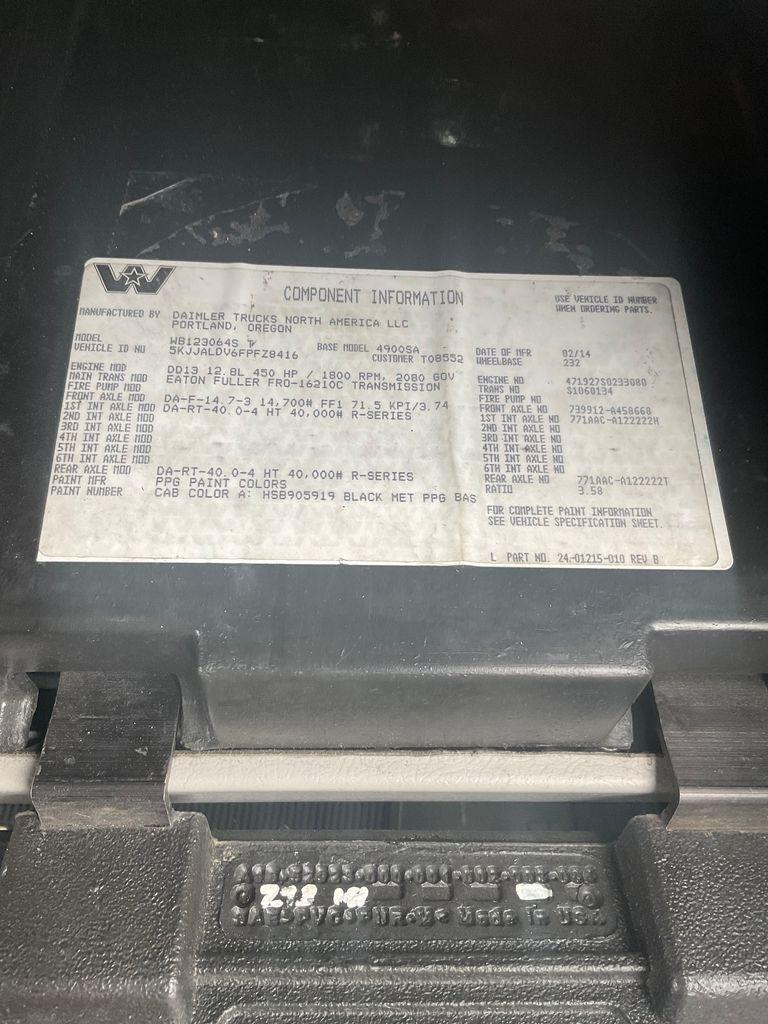 COMPONENT INFORMATION
USE VEHICLE ID NUMBER
WHEN ORDERING PARTS.
MANUFACTURED BY DAIMLER TRUCKS NORTH AMERICA LLC
PORTLAND, OREGON
MODEL WB123064S BASE MODEL 4900SA DATE OF MFR 02/14
VEHICLE ID NO 5KJJALDV6FPFZ8416 CUSTOMER T08552 WHEELBASE 232
ENGINE MOD DD13 12.8L 450 HP / 1800 RPM, 2080 GOV ENGINE NO 471927S0233080
MAIN TRANS MOD EATON FULLER FRO-16210C TRANSMISSION TRANS NO S1060134
FIRE PUMP MOD FIRE PUMP NO
FRONT AXLE MOD DA-F-14.7-3 14,700# FF1 71.5 KPI/3.74 FRONT AXLE NO 739912-A458668
1ST INT AXLE MOD DA-RT-40.0-4 HT 40,000# R-SERIES 1ST INT AXLE NO 771AAC-A122222H
2ND INT AXLE MOD 2ND INT AXLE NO
3RD INT AXLE MOD 3RD INT AXLE NO
4TH INT AXLE MOD 4TH INT AXLE NO
5TH INT AXLE MOD 5TH INT AXLE NO
6TH INT AXLE MOD 6TH INT AXLE NO
REAR AXLE MOD DA-RT-40.0-4 HT 40,000# R-SERIES REAR AXLE NO 771AAC-A122222T
PAINT MFR PPG PAINT COLORS RATIO 3.58
PAINT NUMBER CAB COLOR A: HSB905919 BLACK MET PPG BAS
FOR COMPLETE PAINT INFORMATION
SEE VEHICLE SPECIFICATION SHEET.
L PART NO. 24-01215-010 REV B
Made in USA